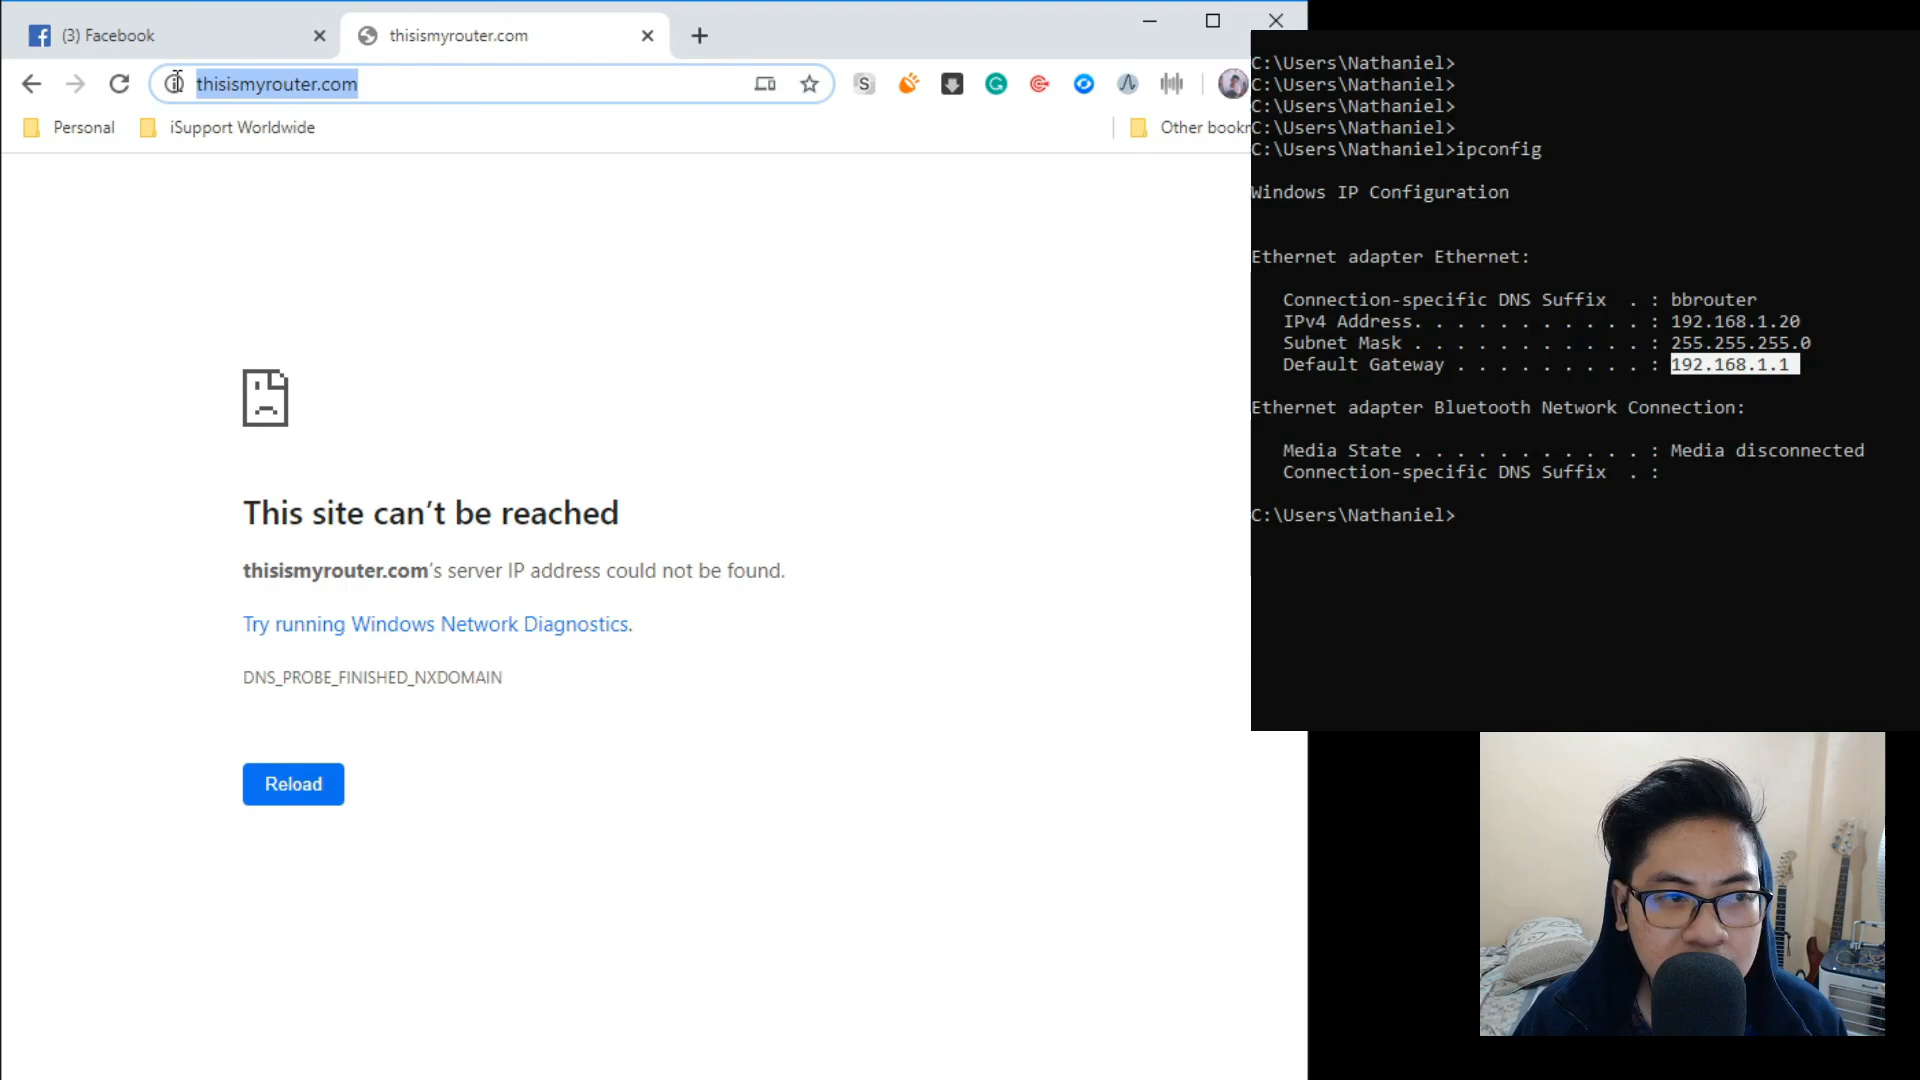 (3) Facebook
thisismyrouter.com
thisismyrouter.com
Personal
iSupport Worldwide
Other bookm
This site can't be reached
thisismyrouter.com's server IP address could not be found.
Try running Windows Network Diagnostics.
DNS_PROBE_FINISHED_NXDOMAIN
Reload
C:\Users\Nathaniel>
C:\Users\Nathaniel>
C:\Users\Nathaniel>
C:\Users\Nathaniel>
C:\Users\Nathaniel>ipconfig
Windows IP Configuration
Ethernet adapter Ethernet:
Connection-specific DNS Suffix . : bbrouter
IPv4 Address. . . . . . . . . . . : 192.168.1.20
Subnet Mask . . . . . . . . . . . : 255.255.255.0
Default Gateway . . . . . . . . . : 192.168.1.1
Ethernet adapter Bluetooth Network Connection:
Media State . . . . . . . . . . . : Media disconnected
Connection-specific DNS Suffix . :
C:\Users\Nathaniel>